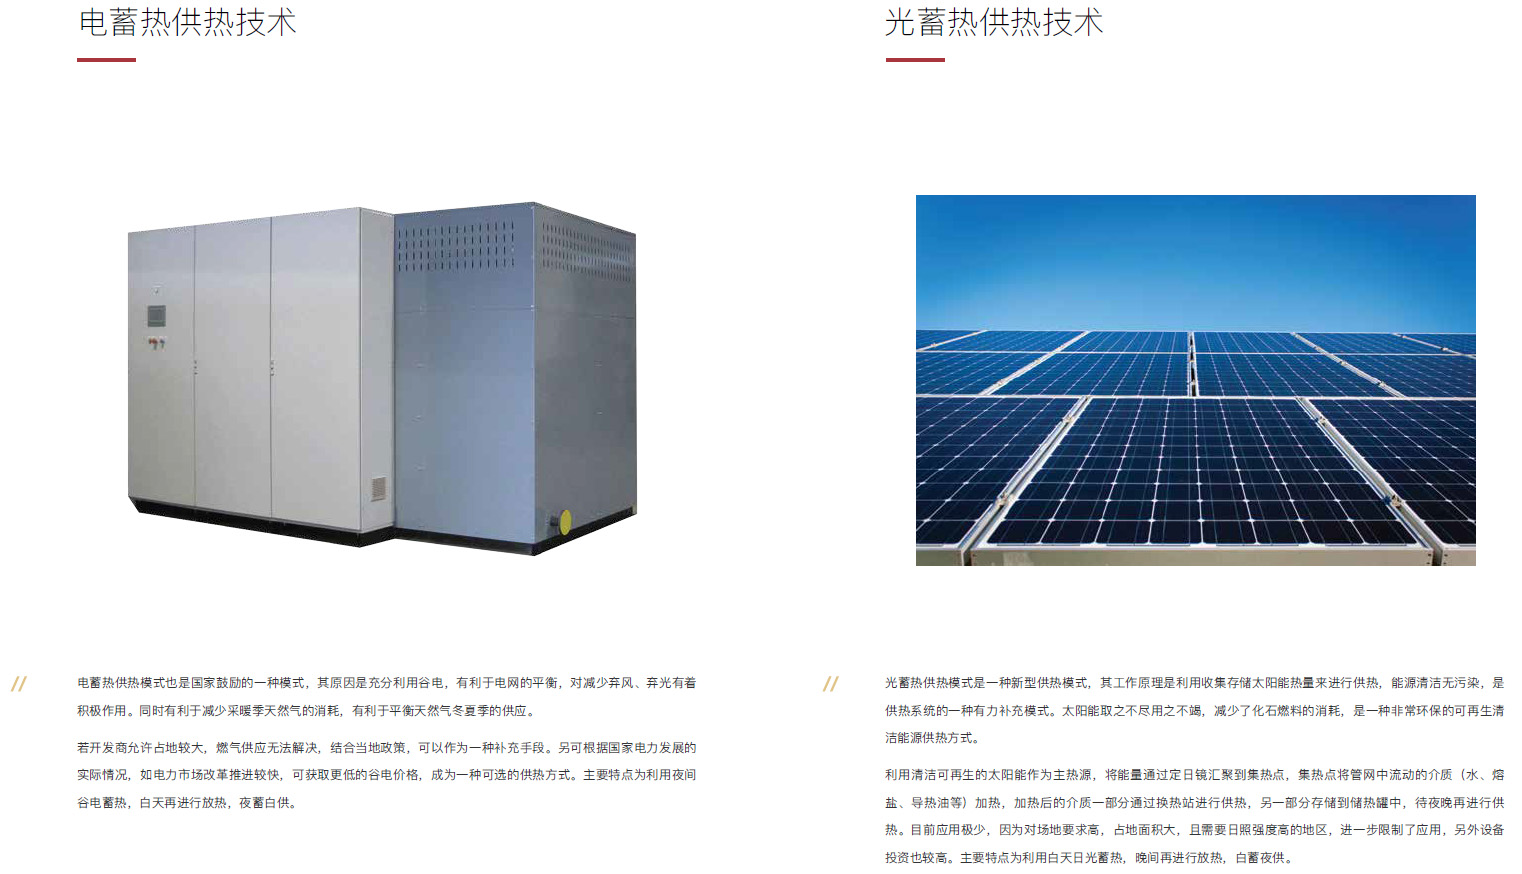 电蓄热供热技术
电蓄热供热模式也是国家鼓励的一种模式，其原因是充分利用谷电，有利于电网的平衡，对减少弃风、弃光有着
积极作用。同时有利于减少采暖季天然气的消耗，有利于平衡天然气冬夏季的供应。
若开发商允许占地较大，燃气供应无法解决，结合当地政策，可以作为一种补充手段。另可根据国家电力发展的
实际情况，如电力市场改革推进较快，可获取更低的谷电价格，成为一种可选的供热方式。主要特点为利用夜间
谷电蓄热，白天再进行放热，夜蓄白供。
光蓄热供热技术
光蓄热供热模式是一种新型供热模式，其工作原理是利用收集存储太阳能热量来进行供热，能源清洁无污染，是
供热系统的一种有力补充模式。太阳能取之不尽用之不竭，减少了化石燃料的消耗，是一种非常环保的可再生清
洁能源供热方式。
利用清洁可再生的太阳能作为主热源，将能量通过定日镜汇聚到集热点，集热点将管网中流动的介质（水、熔
盐、导热油等）加热，加热后的介质一部分通过换热站进行供热，另一部分存储到储热罐中，待夜晚再进行供
热。目前应用极少，因为对场地要求高，占地面积大，且需要日照强度高的地区，进一步限制了应用，另外设备
投资也较高。主要特点为利用白天日光蓄热，晚间再进行放热，白蓄夜供。